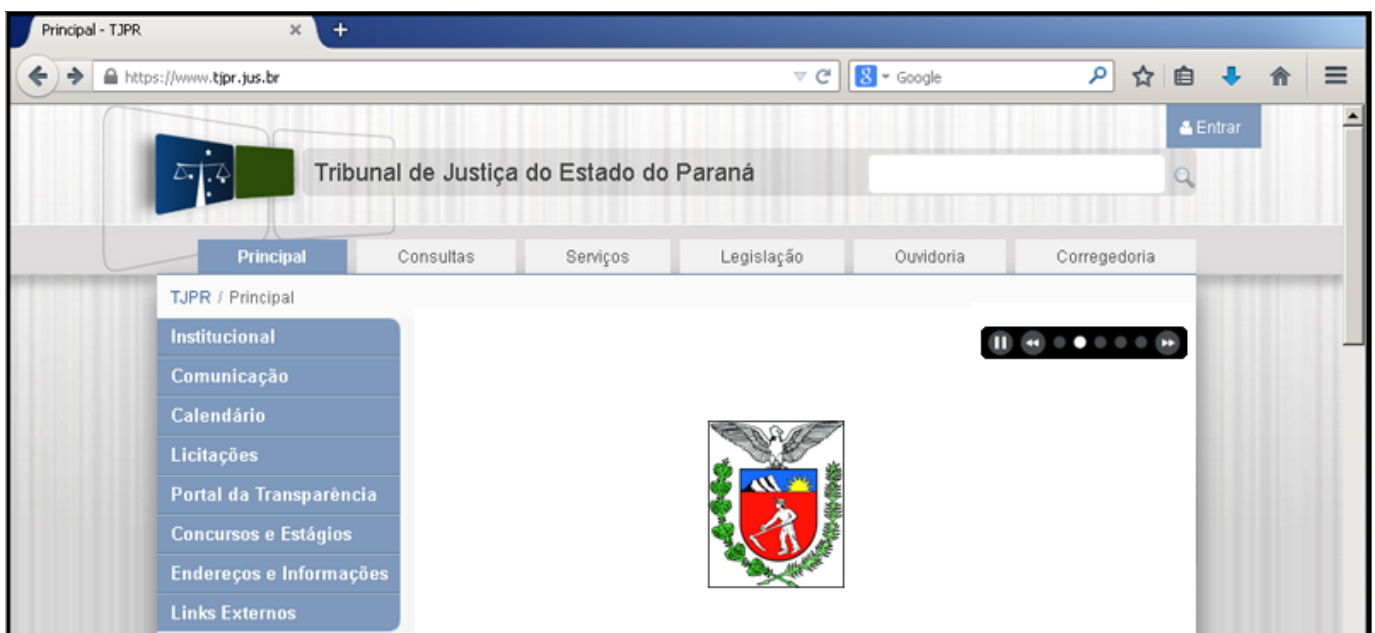 Principal - TJPR
https://www.tjpr.jus.br
Google
Entrar
Tribunal de Justiça do Estado do Paraná
Principal Consultas Serviços Legislação Ouvidoria Corregedoria
TJPR / Principal
Institucional
Comunicação
Calendário
Licitações
Portal da Transparência
Concursos e Estágios
Endereços e Informações
Links Externos